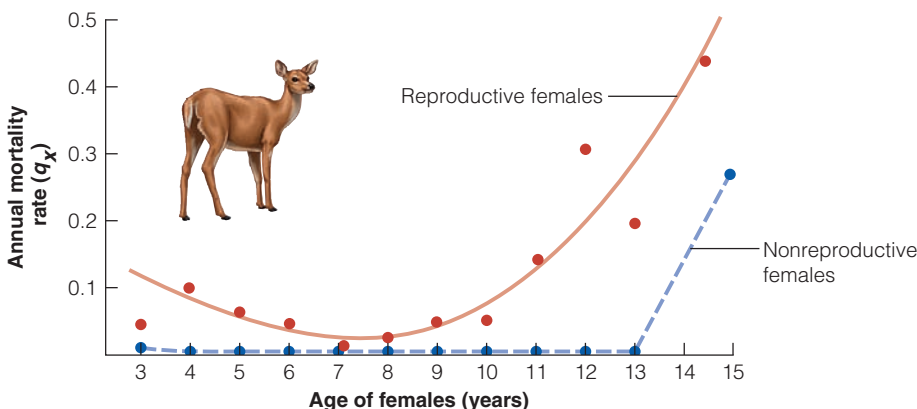 0.5
0.4
0.3
0.2
0.1
Annual mortality
rate (qx)
Reproductive females
Nonreproductive
females
3 4 5 6 7 8 9 10 11 12 13 14 15
Age of females (years)